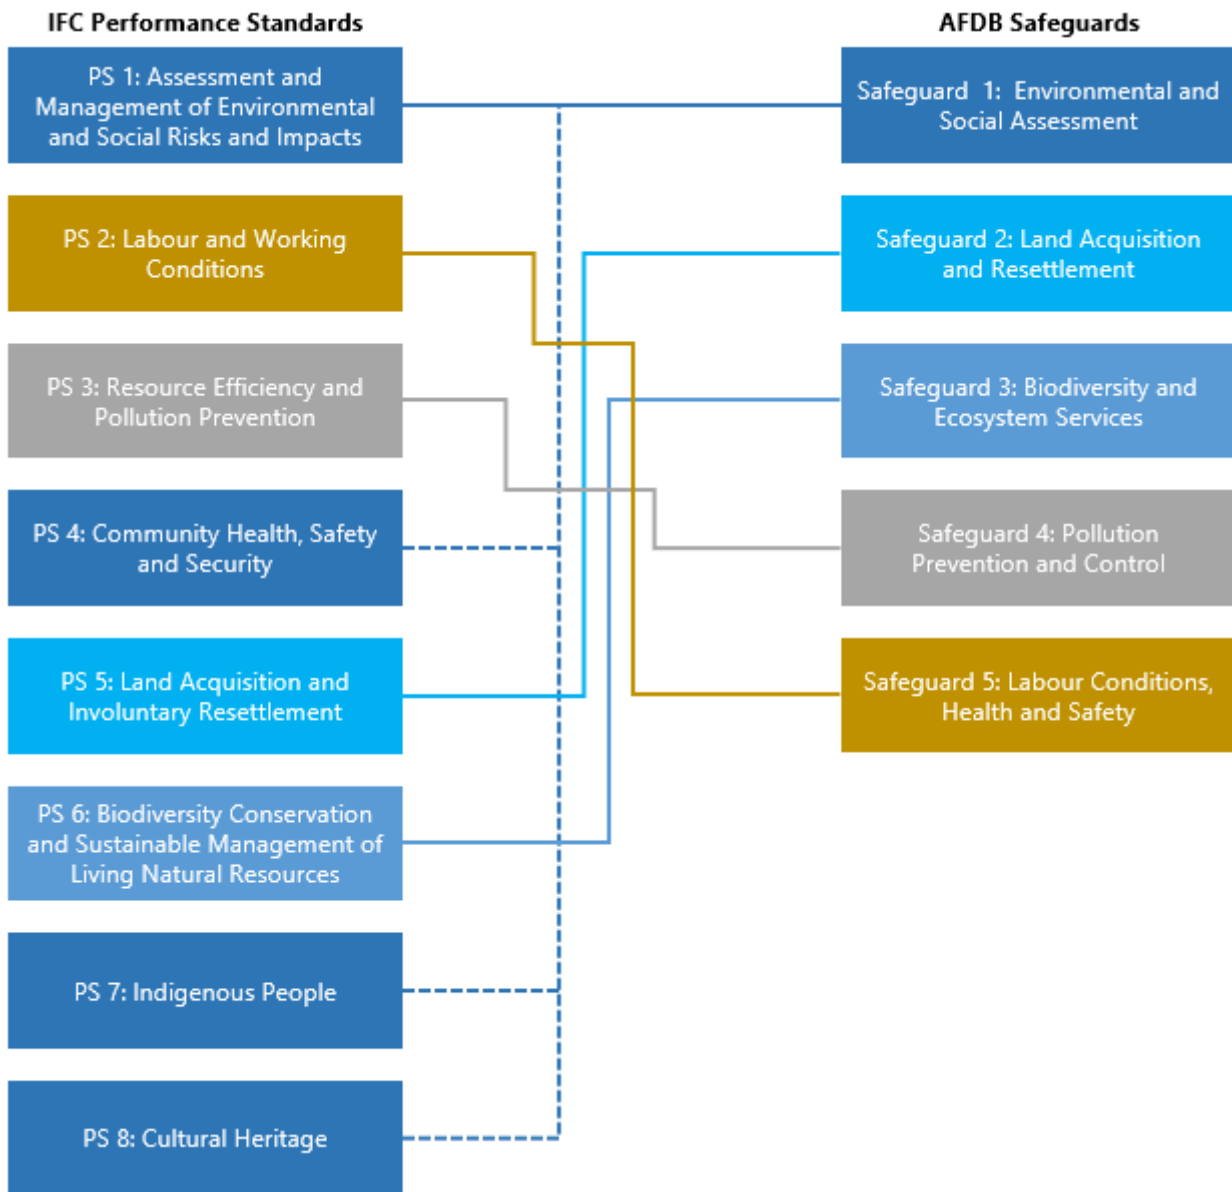 IFC Performance Standards
AFDB Safeguards
PS 1: Assessment and
Management of Environmental
and Social Risks and Impacts
Safeguard  1:  Environmental and
Social Assessment
PS 2: Labour and Working
Conditions
Safeguard 2: Land Acquisition
and Resettlement
PS 3: Resource Efficiency and
Pollution Prevention
Safeguard 3: Biodiversity and
Ecosystem Services
PS 4: Community Health, Safety
and Security
Safeguard 4: Pollution
Prevention and Control
PS 5: Land Acquisition and
Involuntary Resettlement
Safeguard 5: Labour Conditions,
Health and Safety
PS 6: Biodiversity Conservation
and Sustainable Management of
Living Natural Resources
PS 7: Indigenous People
PS 8: Cultural Heritage